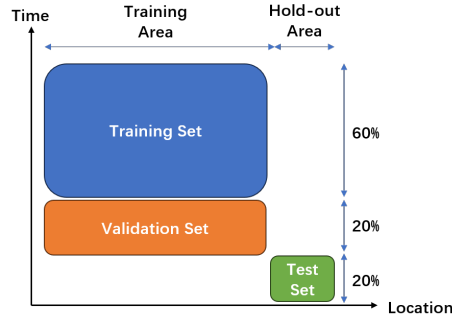 Time
Training
Area
Hold-out
Area
Training Set
60%
Validation Set
20%
Test
Set
20%
Location